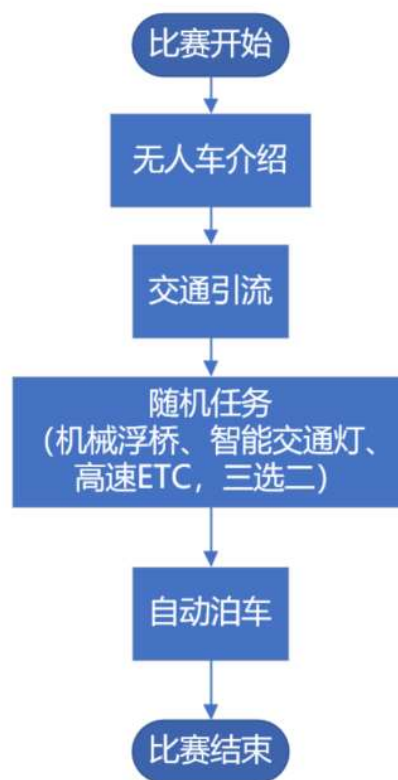 比赛开始
无人车介绍
交通引流
随机任务
（机械浮桥、智能交通灯、
高速ETC，三选二）
自动泊车
比赛结束